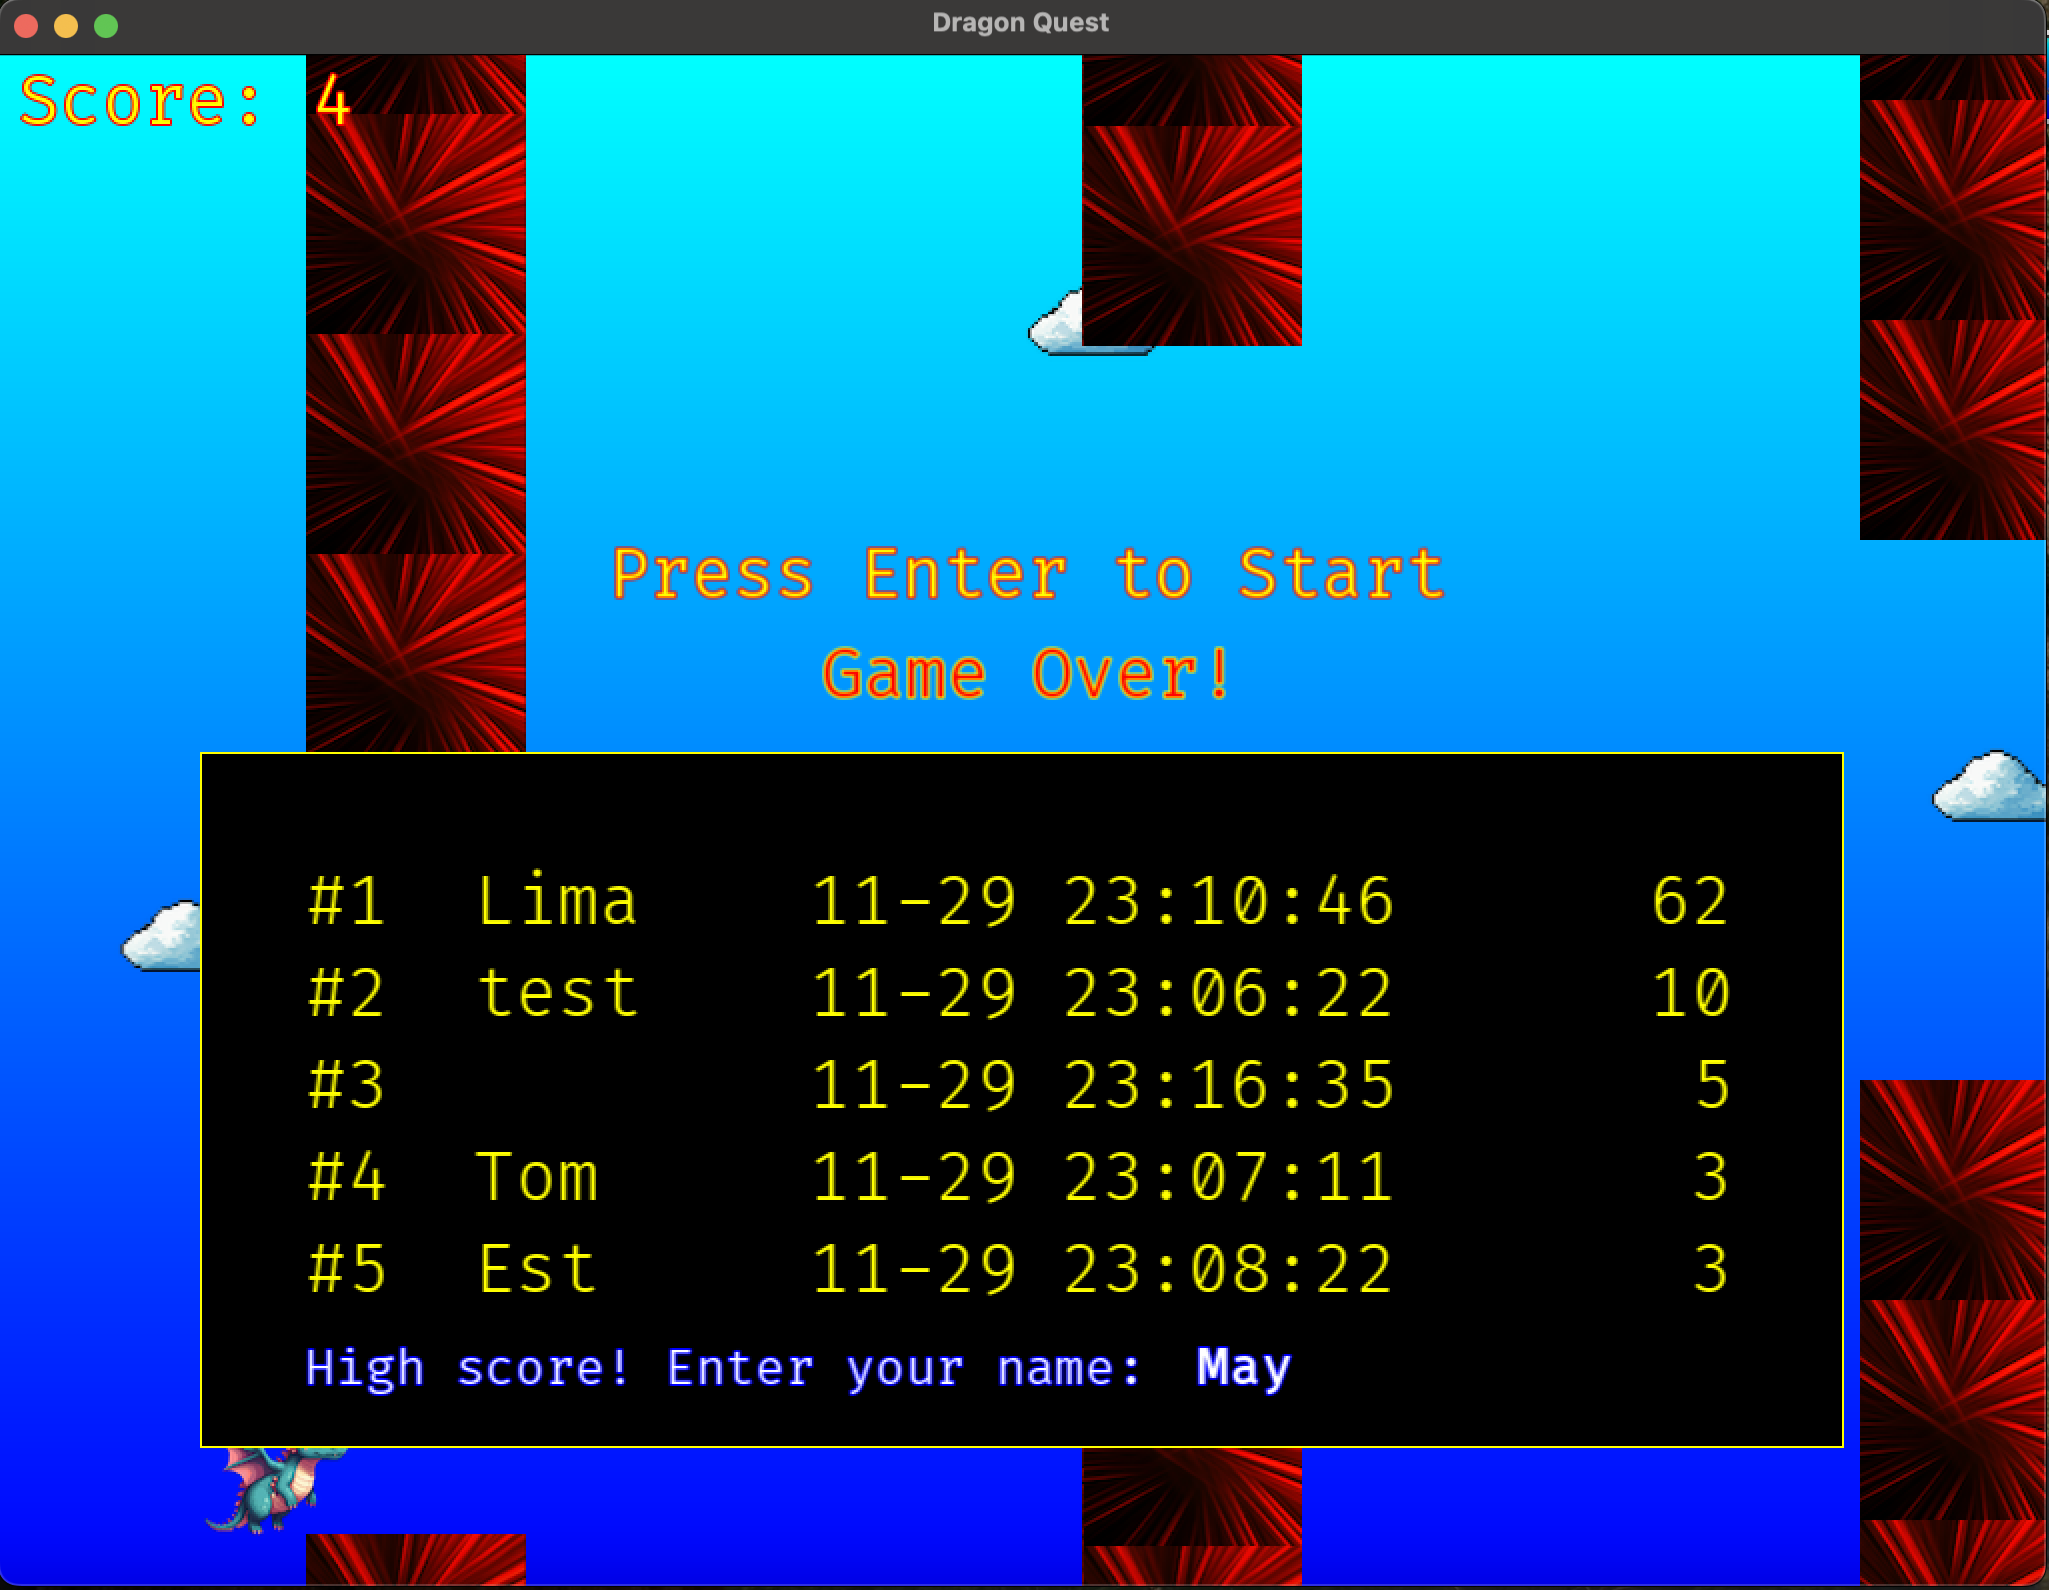 Dragon Quest
Score: 4
Press Enter to Start
Game Over!
#1 Lima 11-29 23:10:46 62
#2 test 11-29 23:06:22 10
#3 11-29 23:16:35 5
#4 Tom 11-29 23:07:11 3
#5 Est 11-29 23:08:22 3
High score! Enter your name: May